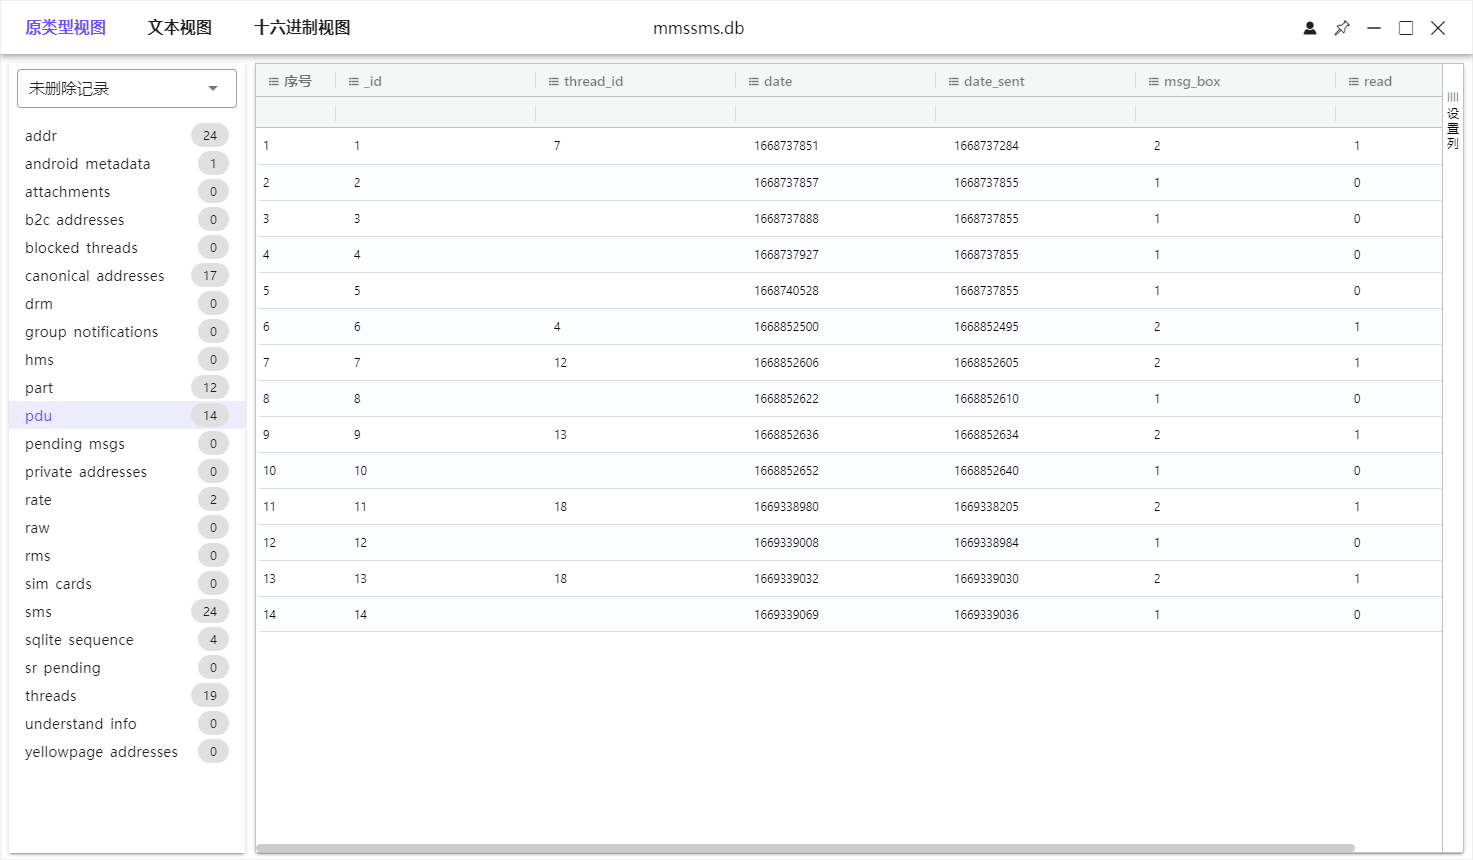 原类型视图 文本视图 十六进制视图 mmssms.db
未删除记录
addr 24
android metadata 1
attachments 0
b2c addresses 0
blocked threads 0
canonical addresses 17
drm 0
group notifications 0
hms 0
part 12
pdu 14
pending msgs 0
private addresses 0
rate 2
raw 0
rms 0
sim cards 0
sms 24
sqlite sequence 4
sr pending 0
threads 19
understand info 0
yellowpage addresses 0
序号 _id thread_id date date_sent msg_box read
1 1 7 1668737851 1668737284 2 1
2 2 1668737857 1668737855 1 0
3 3 1668737888 1668737855 1 0
4 4 1668737927 1668737855 1 0
5 5 1668740528 1668737855 1 0
6 6 4 1668852500 1668852495 2 1
7 7 12 1668852606 1668852605 2 1
8 8 1668852622 1668852610 1 0
9 9 13 1668852636 1668852634 2 1
10 10 1668852652 1668852640 1 0
11 11 18 1669338980 1669338205 2 1
12 12 1669339008 1669338984 1 0
13 13 18 1669339032 1669339030 2 1
14 14 1669339069 1669339036 1 0
设置列